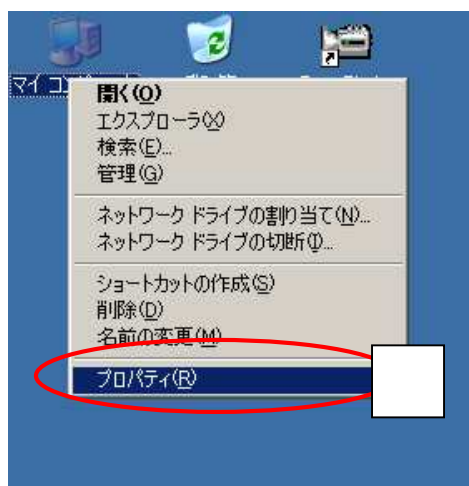 マイ コン
開く(O)
エクスプローラ(X)
検索(E)...
管理(G)
ネットワーク ドライブの割り当て(N)...
ネットワーク ドライブの切断(I)...
ショートカットの作成(S)
削除(D)
名前の変更(M)
プロパティ(R)